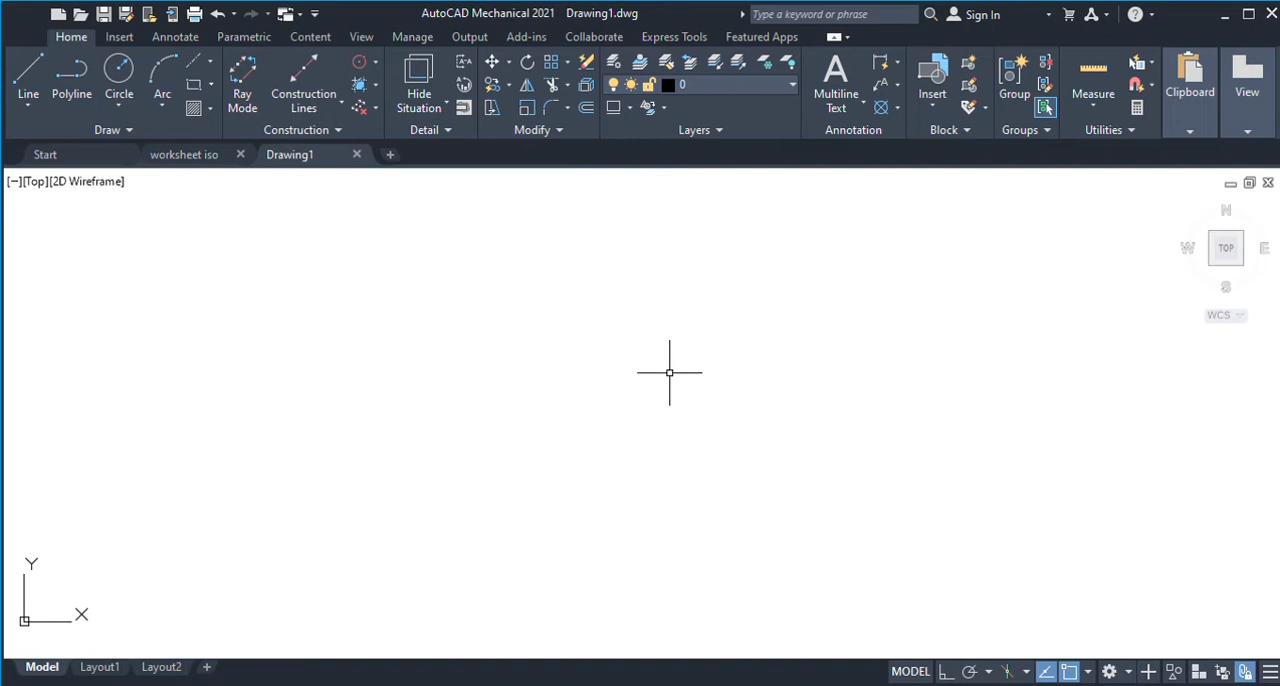 AutoCAD Mechanical 2021 Drawing1.dwg Type a keyword or phrase Sign In
Home Insert Annotate Parametric Content View Manage Output Add-ins Collaborate Express Tools Featured Apps
Line Polyline Circle Arc Ray Mode Construction Lines Hide Situation 0 Multiline Text Insert Group Measure Clipboard View
Draw Construction Detail Modify Layers Annotation Block Groups Utilities
Start worksheet iso Drawing1
[−][Top][2D Wireframe]
N
W TOP E
S
WCS
Y
X
Model Layout1 Layout2 MODEL